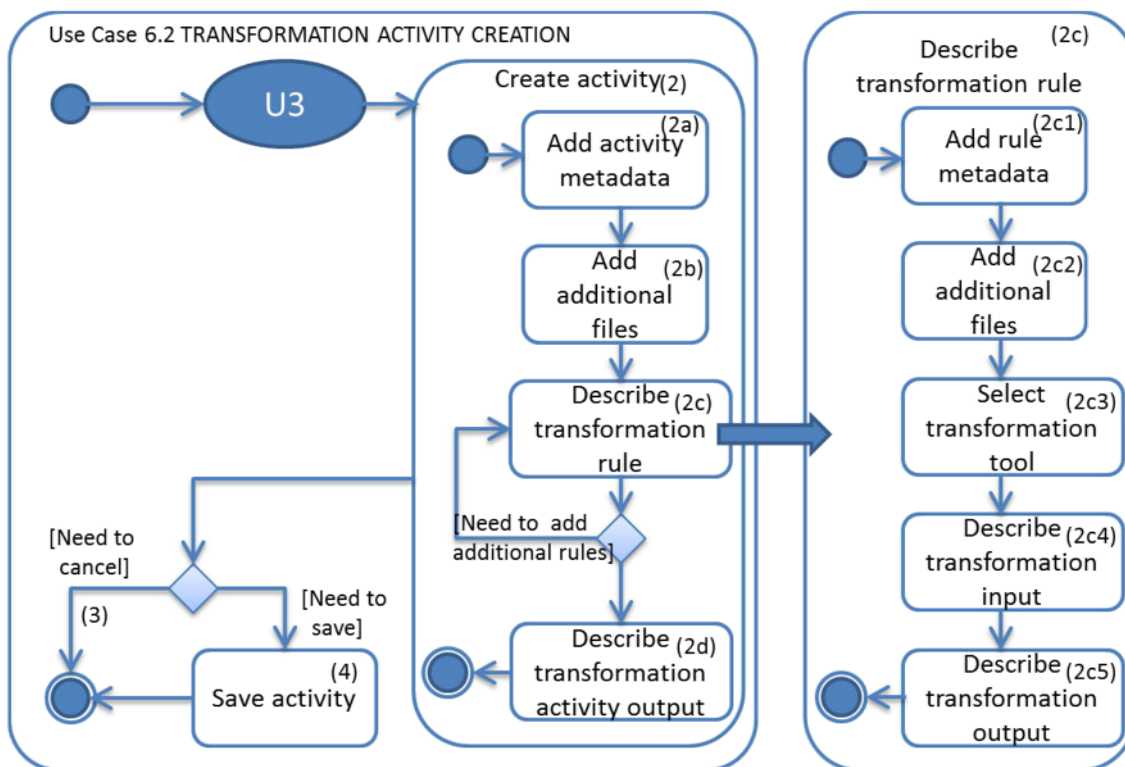 Use Case 6.2 TRANSFORMATION ACTIVITY CREATION
U3
Create activity (2)
(2a)
Add activity
metadata
Add (2b)
additional
files
Describe (2c)
transformation
rule
[Need to add
additional rules]
Describe (2d)
transformation
activity output
[Need to
cancel]
(3)
[Need to
save]
(4)
Save activity
Describe (2c)
transformation rule
(2c1)
Add rule
metadata
Add (2c2)
additional
files
Select (2c3)
transformation
tool
Describe (2c4)
transformation
input
Describe (2c5)
transformation
output